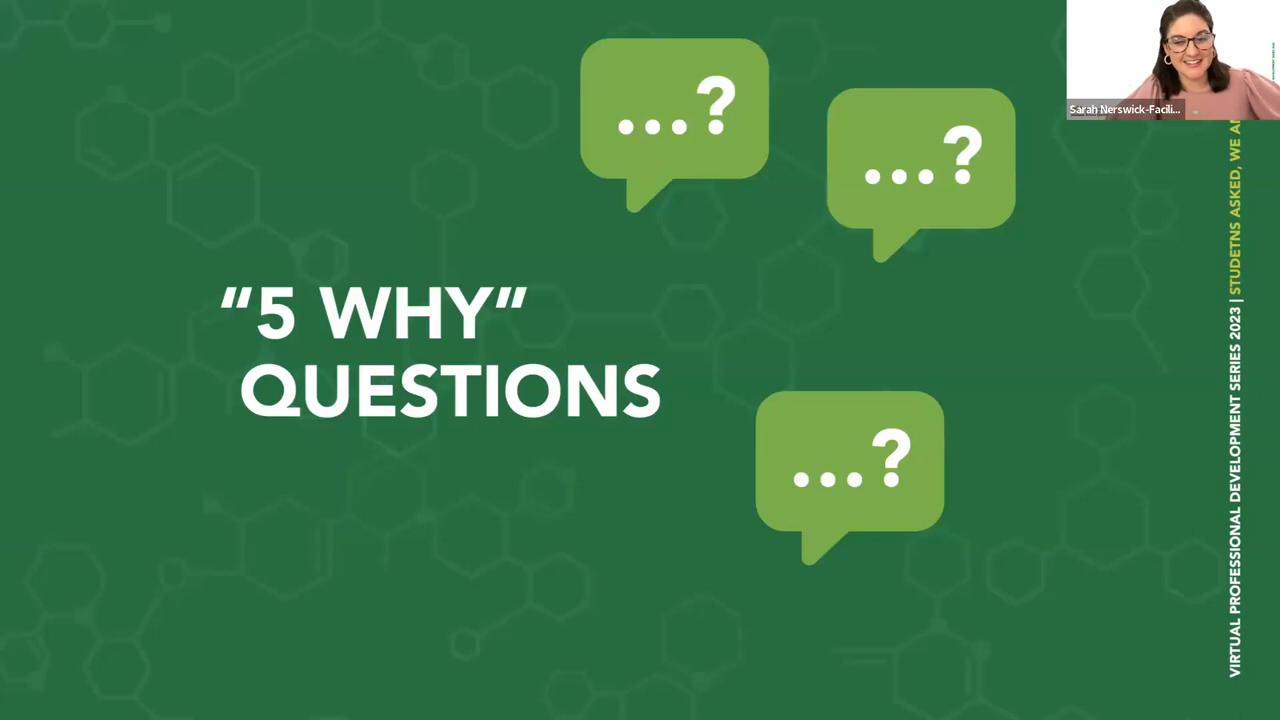 “5 WHY”
QUESTIONS
...?
...?
...?
Sarah Nerswick-Facili...
VIRTUAL PROFESSIONAL DEVELOPMENT SERIES 2023 | STUDETNS ASKED, WE